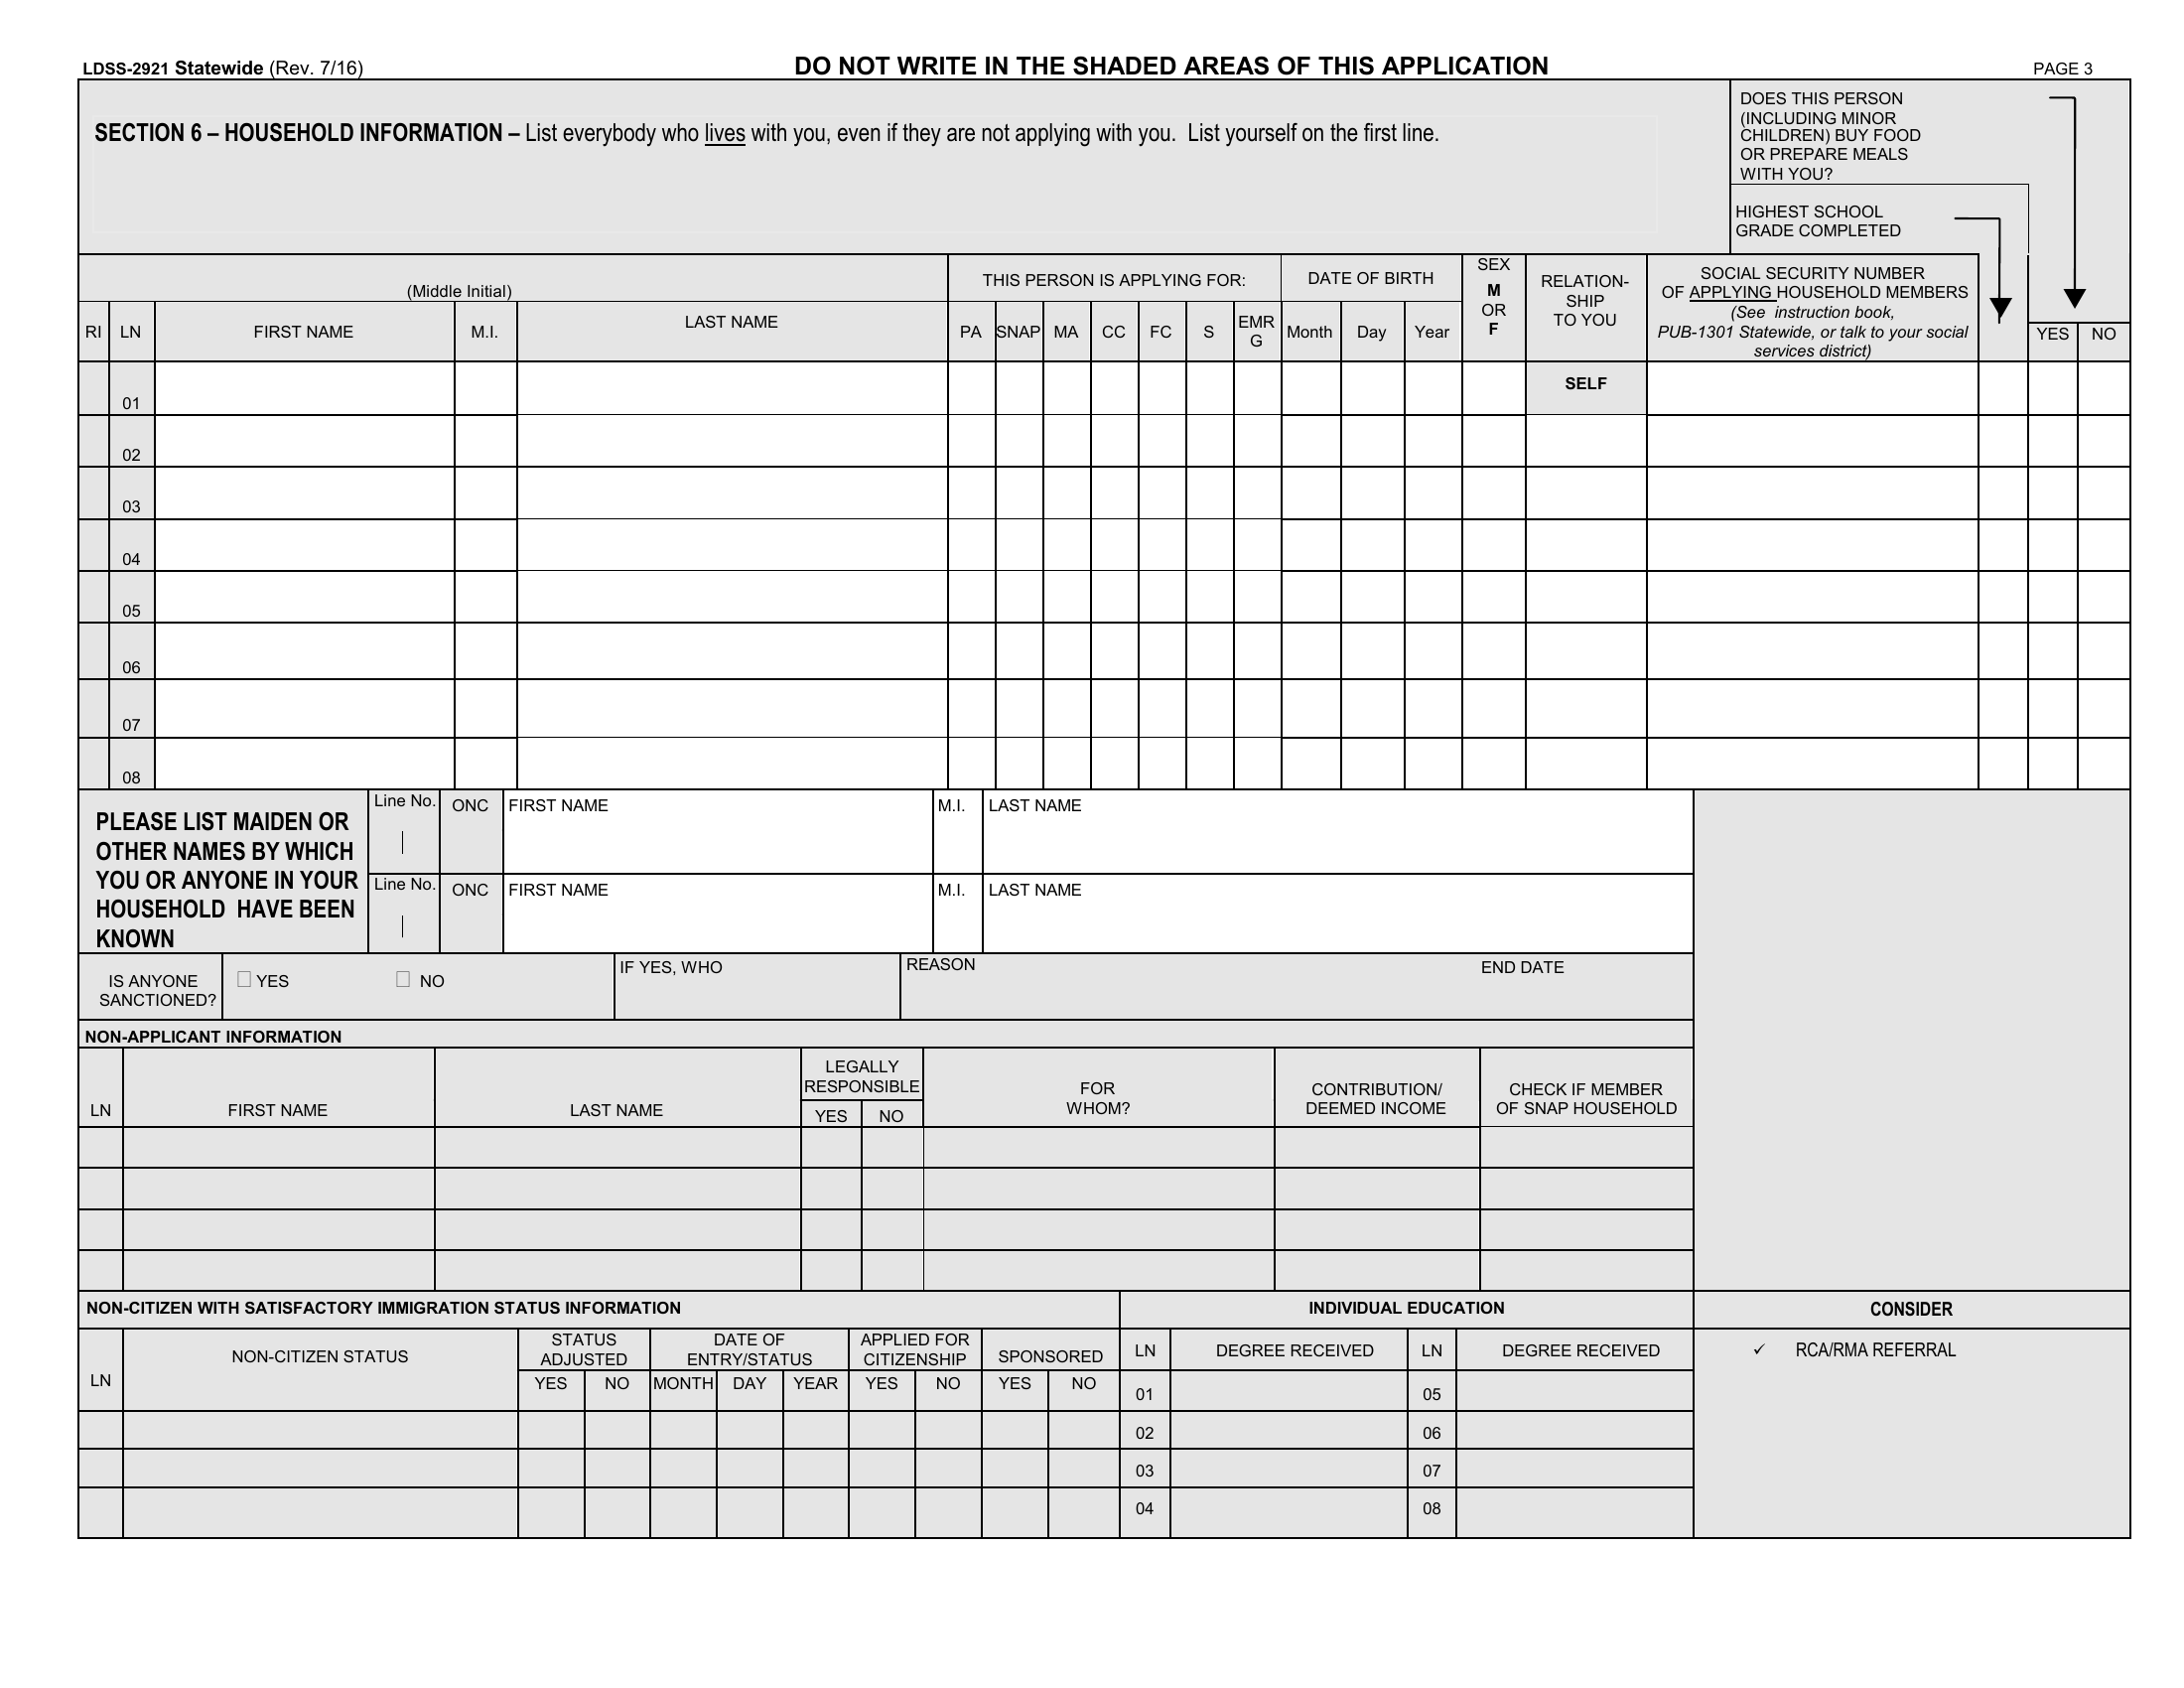 LDSS-2921 Statewide (Rev. 7/16)
DO NOT WRITE IN THE SHADED AREAS OF THIS APPLICATION
PAGE 3
SECTION 6 – HOUSEHOLD INFORMATION – List everybody who lives with you, even if they are not applying with you.  List yourself on the first line.
DOES THIS PERSON
(INCLUDING MINOR
CHILDREN) BUY FOOD
OR PREPARE MEALS
WITH YOU?
HIGHEST SCHOOL
GRADE COMPLETED
(Middle Initial)
THIS PERSON IS APPLYING FOR:
DATE OF BIRTH
SEX
M
OR
F
RELATION-
SHIP
TO YOU
SOCIAL SECURITY NUMBER
OF APPLYING HOUSEHOLD MEMBERS
(See  instruction book,
PUB-1301 Statewide, or talk to your social
services district)
RI LN FIRST NAME M.I. LAST NAME PA SNAP MA CC FC S EMR
G
Month Day Year
YES NO
01
SELF
02
03
04
05
06
07
08
PLEASE LIST MAIDEN OR
OTHER NAMES BY WHICH
YOU OR ANYONE IN YOUR
HOUSEHOLD  HAVE BEEN
KNOWN
Line No. ONC FIRST NAME M.I. LAST NAME
Line No. ONC FIRST NAME M.I. LAST NAME
IS ANYONE
SANCTIONED?
YES NO
IF YES, WHO
REASON
END DATE
NON-APPLICANT INFORMATION
LN FIRST NAME LAST NAME
LEGALLY
RESPONSIBLE
YES NO
FOR
WHOM?
CONTRIBUTION/
DEEMED INCOME
CHECK IF MEMBER
OF SNAP HOUSEHOLD
NON-CITIZEN WITH SATISFACTORY IMMIGRATION STATUS INFORMATION
INDIVIDUAL EDUCATION
CONSIDER
LN
NON-CITIZEN STATUS
STATUS
ADJUSTED
DATE OF
ENTRY/STATUS
APPLIED FOR
CITIZENSHIP
SPONSORED
YES NO MONTH DAY YEAR YES NO YES NO
LN DEGREE RECEIVED LN DEGREE RECEIVED
✓ RCA/RMA REFERRAL
01 05
02 06
03 07
04 08